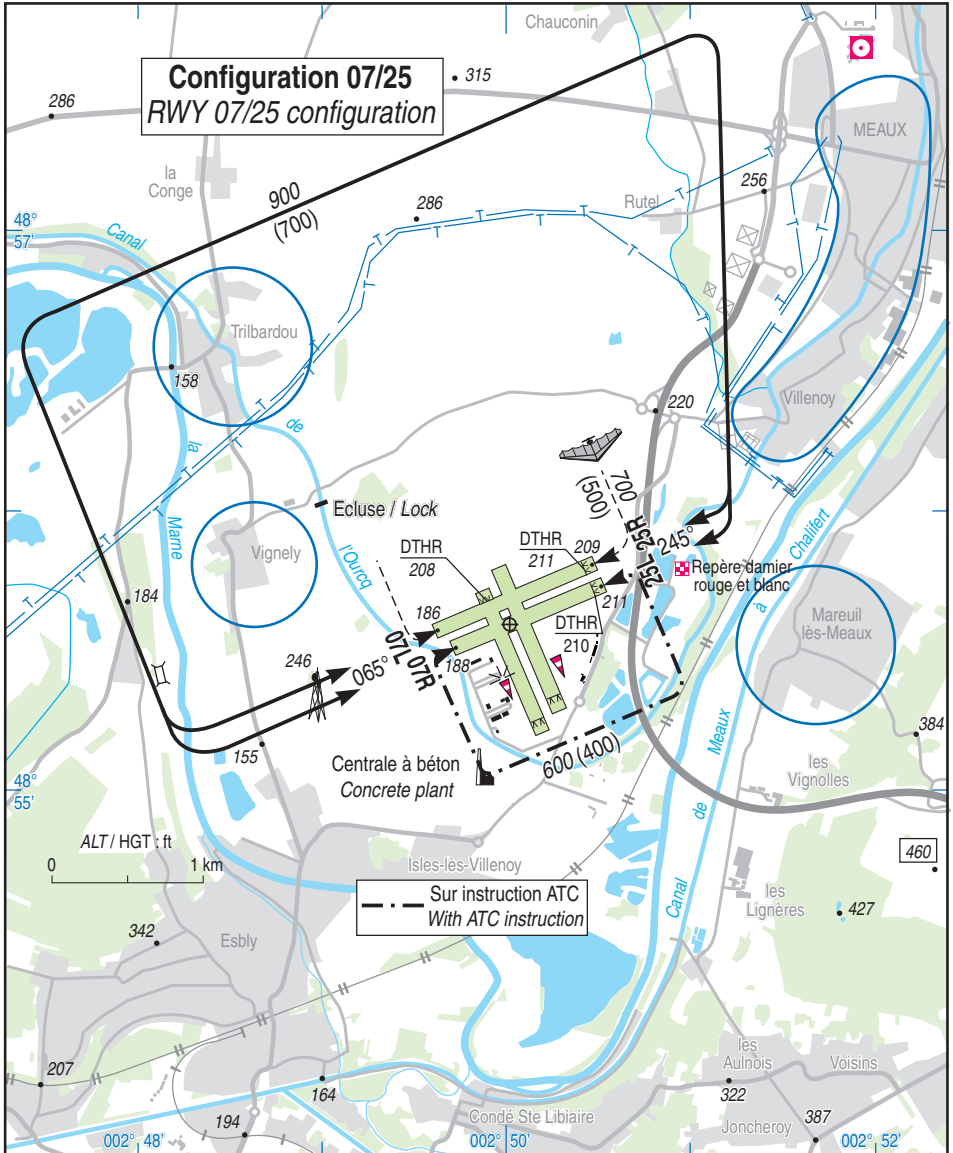 Chauconin
Configuration 07/25
RWY 07/25 configuration
315
286
MEAUX
la
Conge
256
900
(700)
286
Rutel
48°
57'
Canal
Trilbardou
158
de
la
Villenoy
220
700
(500)
Marne
Ecluse / Lock
l'Ourcq
Vignely
DTHR
208
DTHR
211
209
25L 25R
245°
Repère damier
rouge et blanc
Chalifert
à
184
186
211
Mareuil
lès-Meaux
DTHR
210
07L 07R
188
065°
246
384
155
Meaux
600 (400)
Centrale à béton
Concrete plant
les
Vignolles
48°
55'
de
ALT / HGT : ft
0
1 km
Isles-lès-Villenoy
460
Sur instruction ATC
With ATC instruction
Canal
les
Lignères
427
342
Esbly
les
Aulnois
Voisins
207
164
322
194
Condé Ste Libiaire
Joncheroy
387
002° 48'
002° 50'
002° 52'